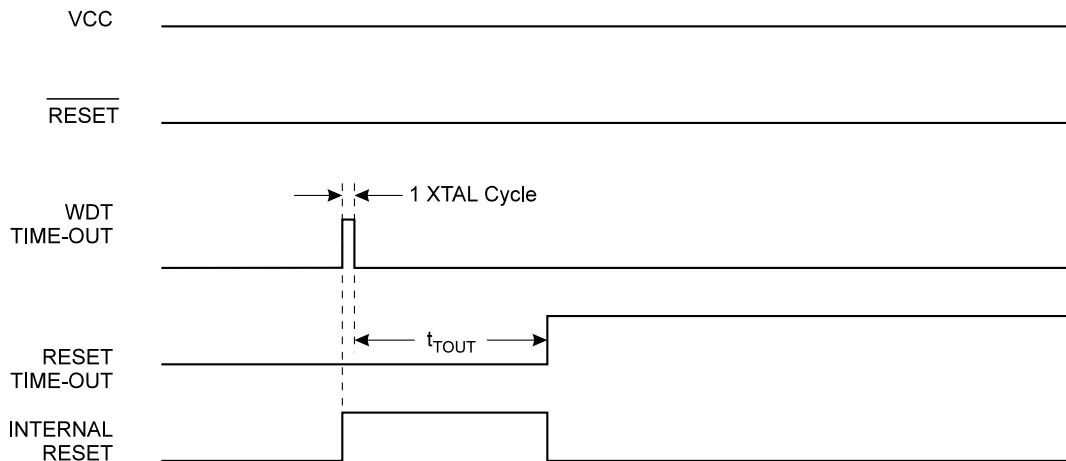 VCC
RESET
1 XTAL Cycle
WDT
TIME-OUT
tTOUT
RESET
TIME-OUT
INTERNAL
RESET